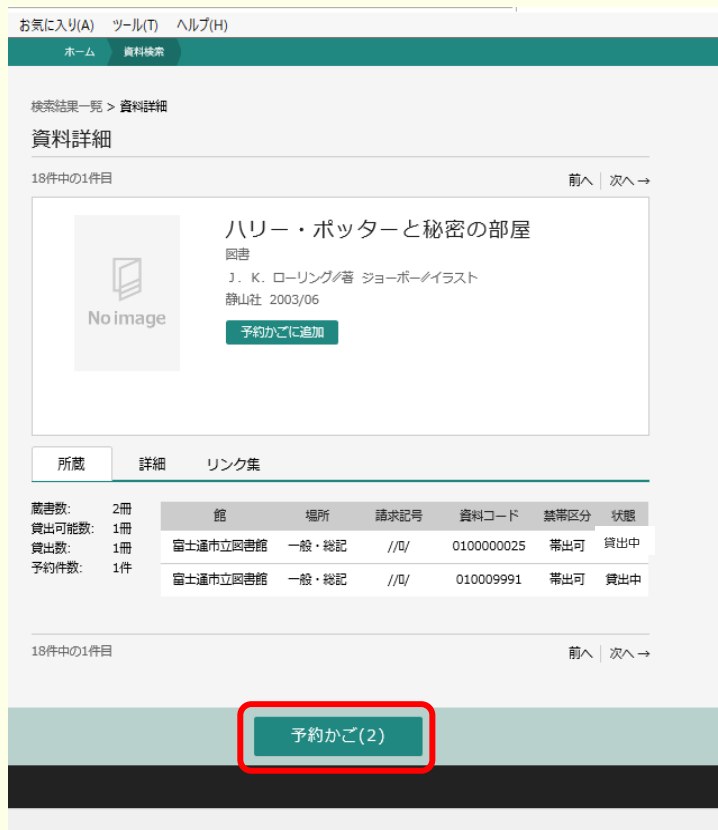 お気に入り(A) ツール(T) ヘルプ(H)
ホーム 資料検索
検索結果一覧 > 資料詳細
資料詳細
18件中の1件目 前へ 次へ→
No image
ハリー・ポッターと秘密の部屋
図書
J．K．ローリング∥著 ジョーボー∥イラスト
静山社 2003/06
予約かごに追加
所蔵 詳細 リンク集
蔵書数: 2冊
貸出可能数: 1冊
貸出数: 1冊
予約件数: 1件
館 場所 請求記号 資料コード 禁帯区分 状態
富士通市立図書館 一般・総記 //ﾛ/ 0100000025 帯出可 貸出中
富士通市立図書館 一般・総記 //ﾛ/ 010009991 帯出可 貸出中
18件中の1件目 前へ 次へ→
予約かご(2)